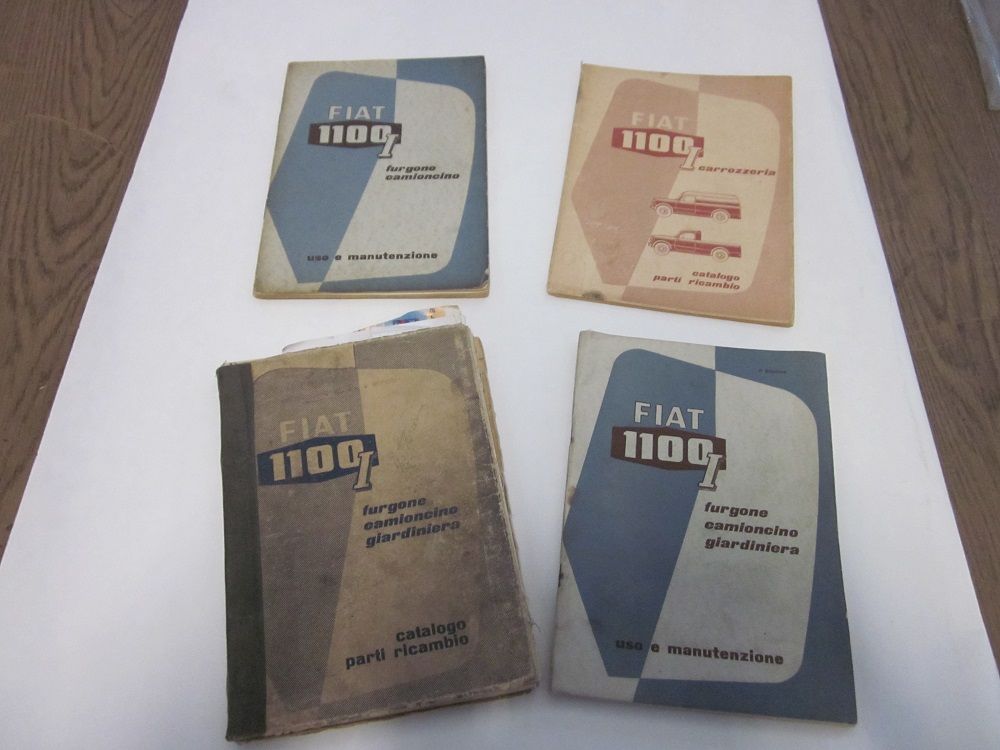 FIAT
1100I
furgone
camioncino
uso e manutenzione
FIAT
1100I
carrozzeria
catalogo
parti ricambio
FIAT
1100I
furgone
camioncino
giardiniera
catalogo
parti ricambio
FIAT
1100I
furgone
camioncino
giardiniera
uso e manutenzione